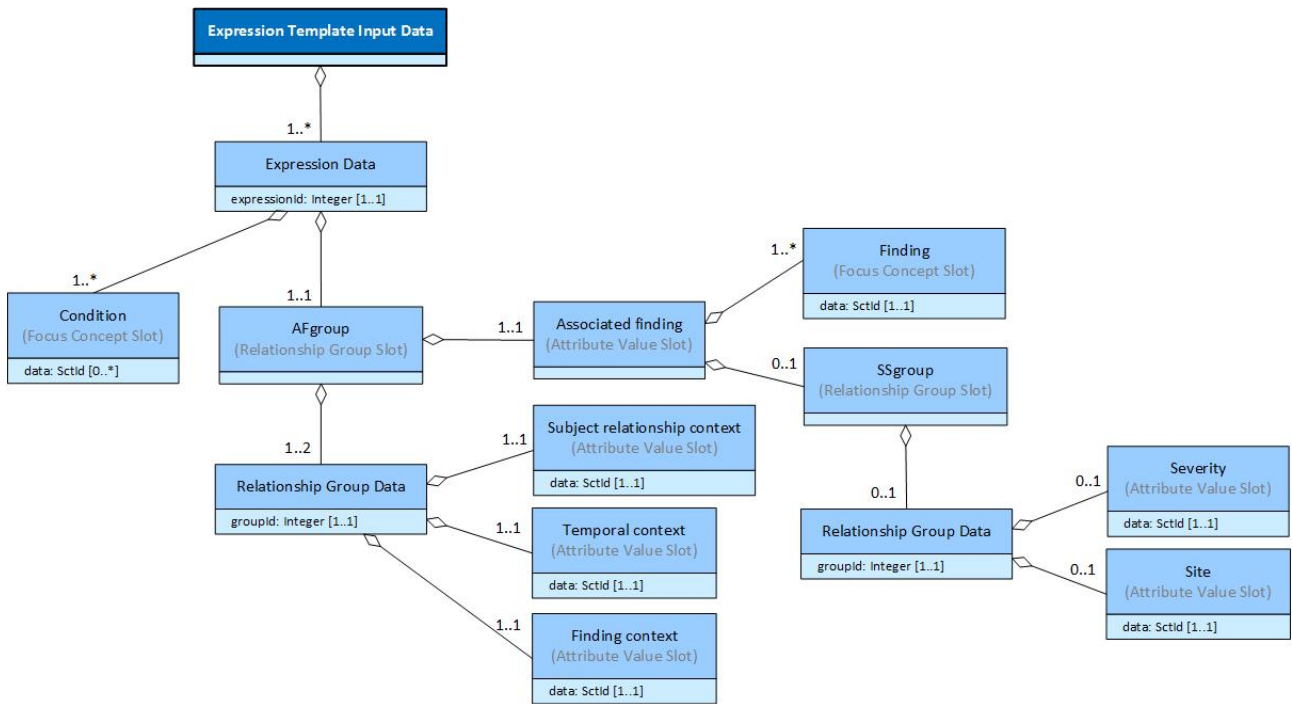 Expression Template Input Data
1..*
Expression Data
expressionId: Integer [1..1]
1..*
Condition
(Focus Concept Slot)
data: SctId [0..*]
1..1
AFgroup
(Relationship Group Slot)
1..1
Associated finding
(Attribute Value Slot)
1..*
Finding
(Focus Concept Slot)
data: SctId [1..1]
0..1
SSgroup
(Relationship Group Slot)
1..2
Relationship Group Data
groupId: Integer [1..1]
1..1
Subject relationship context
(Attribute Value Slot)
data: SctId [1..1]
1..1
Temporal context
(Attribute Value Slot)
data: SctId [1..1]
1..1
Finding context
(Attribute Value Slot)
data: SctId [1..1]
0..1
Relationship Group Data
groupId: Integer [1..1]
0..1
Severity
(Attribute Value Slot)
data: SctId [1..1]
0..1
Site
(Attribute Value Slot)
data: SctId [1..1]